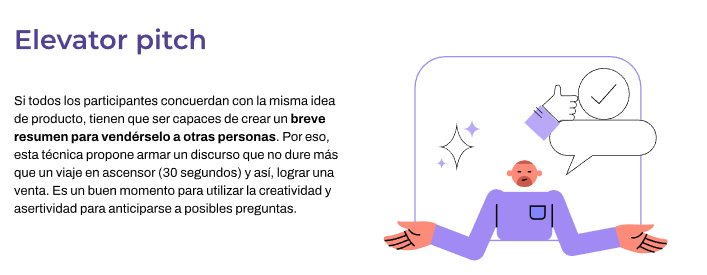 Elevator pitch
Si todos los participantes concuerdan con la misma idea
de producto, tienen que ser capaces de crear un breve
resumen para vendérselo a otras personas. Por eso,
esta técnica propone armar un discurso que no dure más
que un viaje en ascensor (30 segundos) y así, lograr una
venta. Es un buen momento para utilizar la creatividad y
asertividad para anticiparse a posibles preguntas.